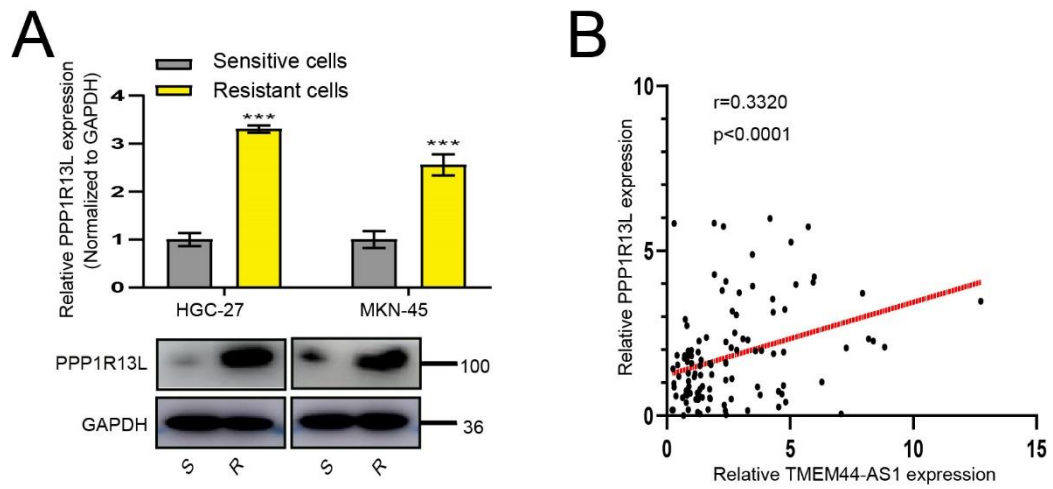 A
Sensitive cells
Resistant cells
Relative PPP1R13L expression
(Normalized to GAPDH)
4
3
2
1
0
***
***
HGC-27
MKN-45
PPP1R13L
100
GAPDH
36
S
R
S
R
B
Relative PPP1R13L expression
10
5
0
r=0.3320
p<0.0001
0
5
10
15
Relative TMEM44-AS1 expression